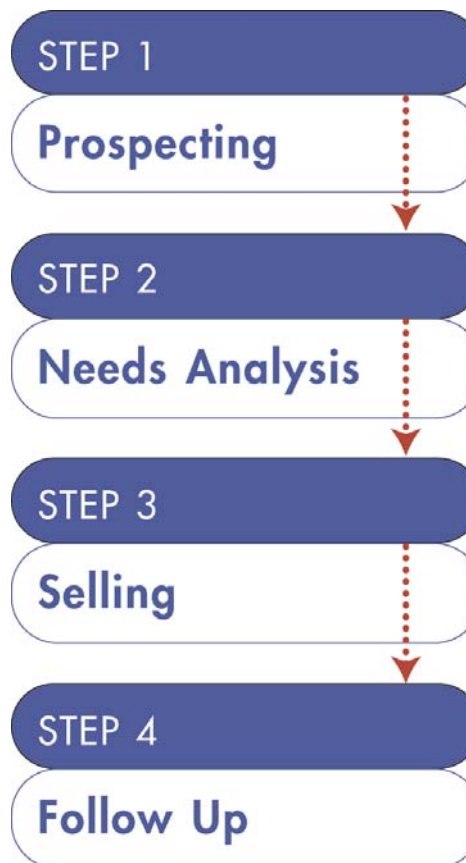 STEP 1
Prospecting
STEP 2
Needs Analysis
STEP 3
Selling
STEP 4
Follow Up